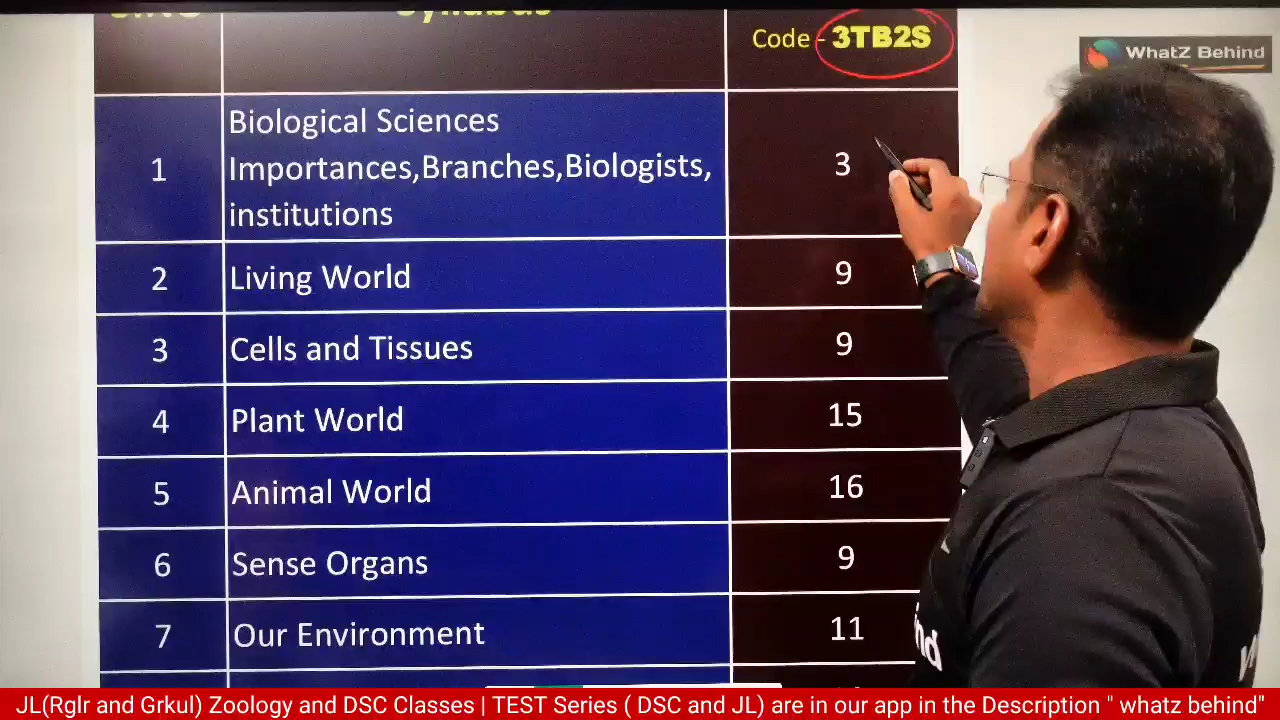 Syllabus
Code - 3TB2S
WhatZ Behind
1
Biological Sciences
Importances,Branches,Biologists,
institutions
3
2
Living World
9
3
Cells and Tissues
9
4
Plant World
15
5
Animal World
16
6
Sense Organs
9
7
Our Environment
11
JL(Rglr and Grkul) Zoology and DSC Classes | TEST Series ( DSC and JL) are in our app in the Description " whatz behind"